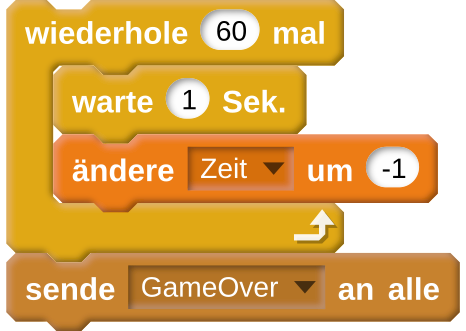 wiederhole 60 mal
warte 1 Sek.
ändere Zeit um -1
sende GameOver an alle